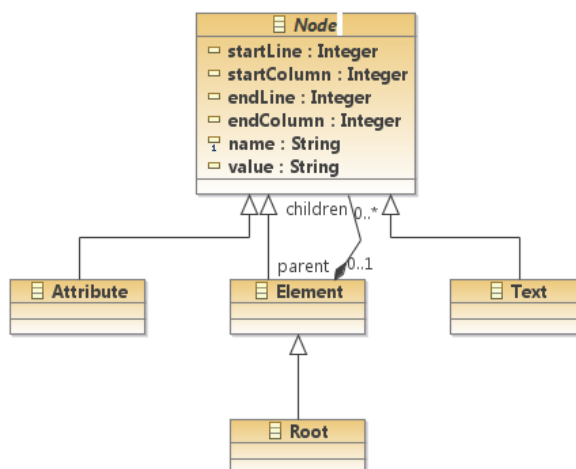 Node
startLine : Integer
startColumn : Integer
endLine : Integer
endColumn : Integer
1 name : String
value : String
children 0..*
parent 0..1
Attribute
Element
Text
Root